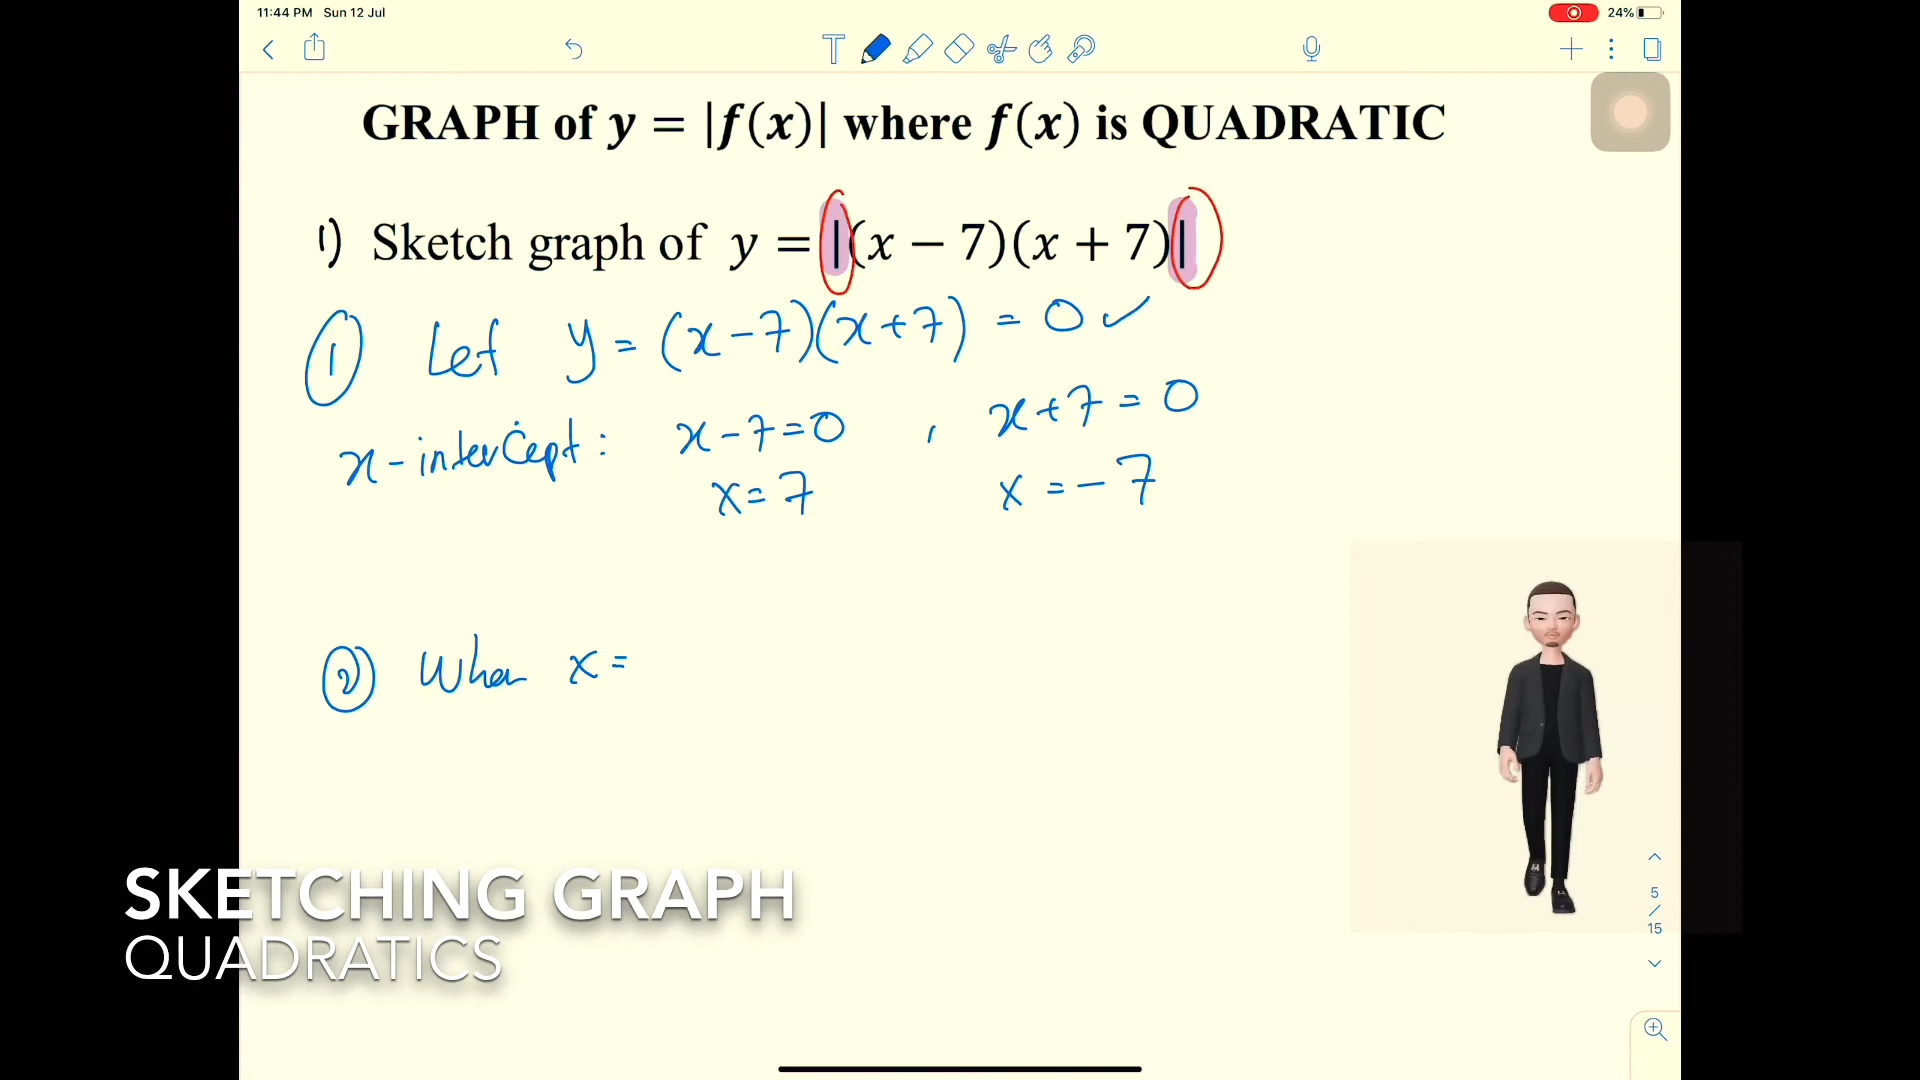 11:44 PM Sun 12 Jul 24%
GRAPH of y = |f(x)| where f(x) is QUADRATIC
1) Sketch graph of y = |(x − 7)(x + 7)|
① Let y = (x-7)(x+7) = 0 ✓
x-intercept: x-7=0 , x+7=0
x=7 x=-7
② When x=
SKETCHING GRAPH
QUADRATICS
5
/
15